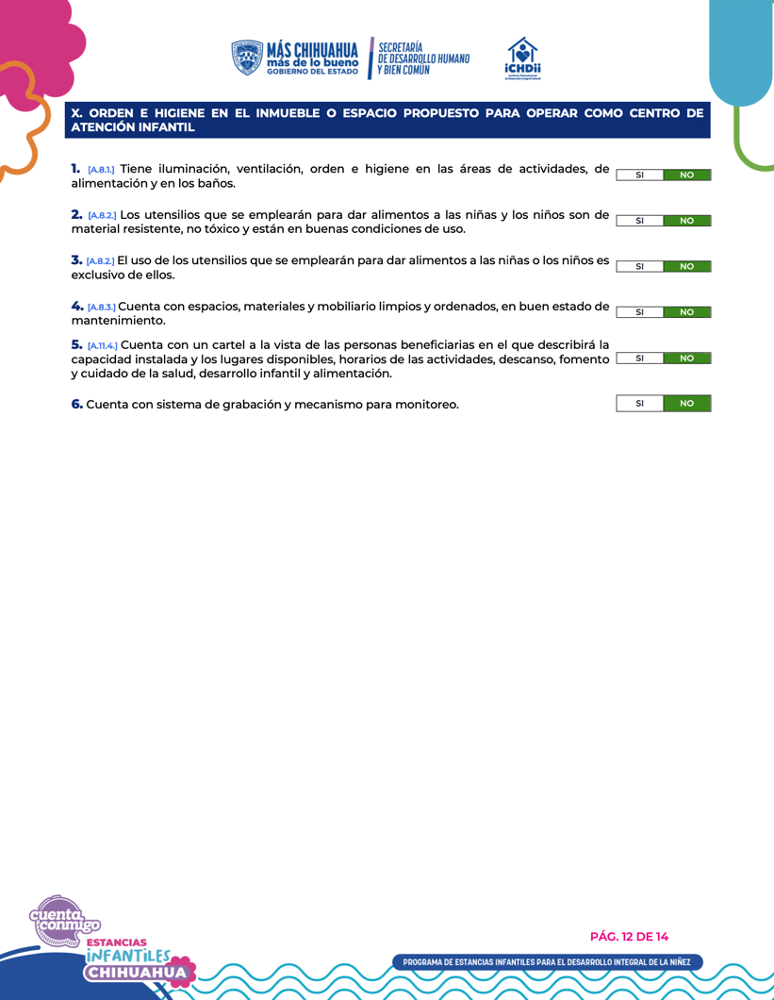 MÁS CHIHUAHUA
más de lo bueno
GOBIERNO DEL ESTADO
SECRETARÍA
DE DESARROLLO HUMANO
Y BIEN COMÚN
iCHDii
X. ORDEN E HIGIENE EN EL INMUEBLE O ESPACIO PROPUESTO PARA OPERAR COMO CENTRO DE
ATENCIÓN INFANTIL
1. [A.8.1.] Tiene iluminación, ventilación, orden e higiene en las áreas de actividades, de
alimentación y en los baños.
SI NO
2. [A.8.2.] Los utensilios que se emplearán para dar alimentos a las niñas y los niños son de
material resistente, no tóxico y están en buenas condiciones de uso.
SI NO
3. [A.8.2.] El uso de los utensilios que se emplearán para dar alimentos a las niñas o los niños es
exclusivo de ellos.
SI NO
4. [A.8.3.] Cuenta con espacios, materiales y mobiliario limpios y ordenados, en buen estado de
mantenimiento.
SI NO
5. [A.11.4.] Cuenta con un cartel a la vista de las personas beneficiarias en el que describirá la
capacidad instalada y los lugares disponibles, horarios de las actividades, descanso, fomento
y cuidado de la salud, desarrollo infantil y alimentación.
SI NO
6. Cuenta con sistema de grabación y mecanismo para monitoreo.
SI NO
cuenta
conmigo
ESTANCIAS
iNFANTiLES
CHIHUAHUA
PÁG. 12 DE 14
PROGRAMA DE ESTANCIAS INFANTILES PARA EL DESARROLLO INTEGRAL DE LA NIÑEZ